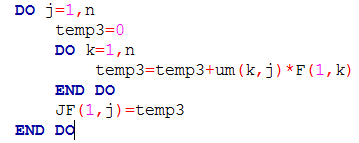 DO j=1,n
temp3=0
DO k=1,n
temp3=temp3+um(k,j)*F(1,k)
END DO
JF(1,j)=temp3
END DO